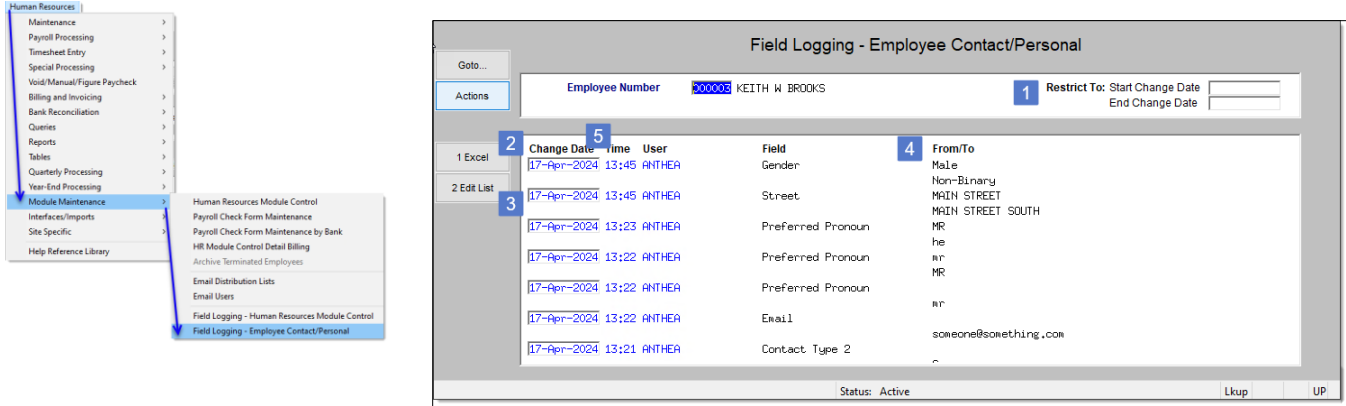 Human Resources
Maintenance >
Payroll Processing >
Timesheet Entry >
Special Processing >
Void/Manual/Figure Paycheck
Billing and Invoicing >
Bank Reconciliation >
Queries >
Reports >
Tables >
Quarterly Processing >
Year-End Processing >
Module Maintenance >
Interfaces/Imports >
Site Specific >
Help Reference Library
Human Resources Module Control
Payroll Check Form Maintenance
Payroll Check Form Maintenance by Bank
HR Module Control Detail Billing
Archive Terminated Employees
Email Distribution Lists
Email Users
Field Logging - Human Resources Module Control
Field Logging - Employee Contact/Personal
Field Logging - Employee Contact/Personal
Goto...
Actions
1 Excel
2 Edit List
Employee Number 000003 KEITH W BROOKS
1 Restrict To: Start Change Date
End Change Date
2 5 4
3
Change Date Time User Field From/To
17-Apr-2024 13:45 ANTHEA Gender Male
Non-Binary
17-Apr-2024 13:45 ANTHEA Street MAIN STREET
MAIN STREET SOUTH
17-Apr-2024 13:23 ANTHEA Preferred Pronoun MR
he
17-Apr-2024 13:22 ANTHEA Preferred Pronoun mr
MR
17-Apr-2024 13:22 ANTHEA Preferred Pronoun
mr
17-Apr-2024 13:22 ANTHEA Email
someone@something.com
17-Apr-2024 13:21 ANTHEA Contact Type 2
Status: Active Lkup UP